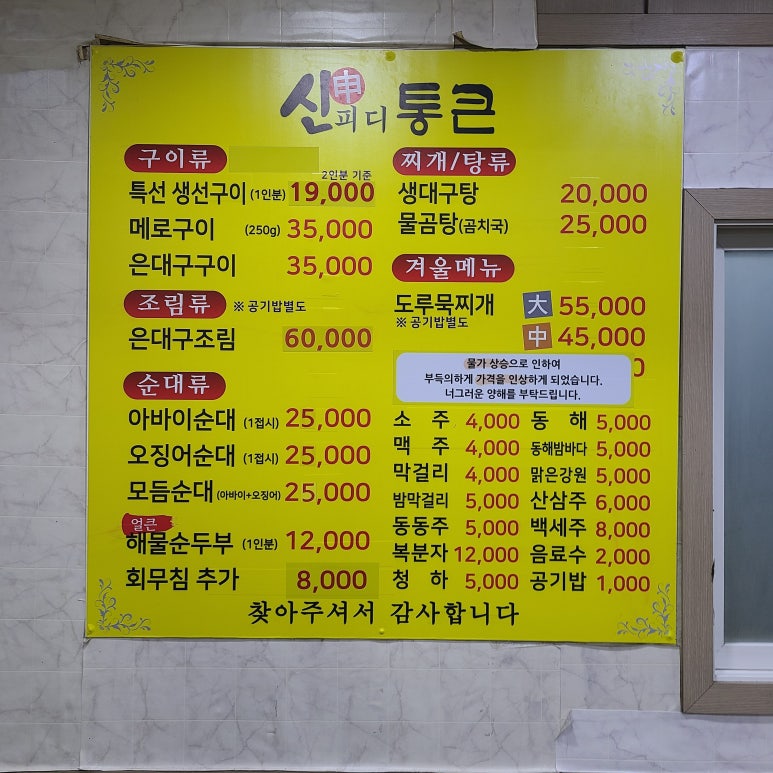 신申피디통큰
구이류
2인분 기준
특선 생선구이(1인분) 19,000
메로구이 (250g) 35,000
은대구구이 35,000
조림류 ※ 공기밥별도
은대구조림 60,000
순대류
아바이순대 (1접시) 25,000
오징어순대 (1접시) 25,000
모듬순대 (아바이+오징어) 25,000
얼큰
해물순두부 (1인분) 12,000
회무침 추가 8,000
찌개/탕류
생대구탕 20,000
물곰탕(곰치국) 25,000
겨울메뉴
도루묵찌개 大 55,000
※ 공기밥별도
中 45,000
물가 상승으로 인하여
부득의하게 가격을 인상하게 되었습니다.
너그러운 양해를 부탁드립니다.
소주 4,000 동해 5,000
맥주 4,000 동해밤바다 5,000
막걸리 4,000 맑은강원 5,000
밤막걸리 5,000 산삼주 6,000
동동주 5,000 백세주 8,000
복분자 12,000 음료수 2,000
청하 5,000 공기밥 1,000
찾아주셔서 감사합니다